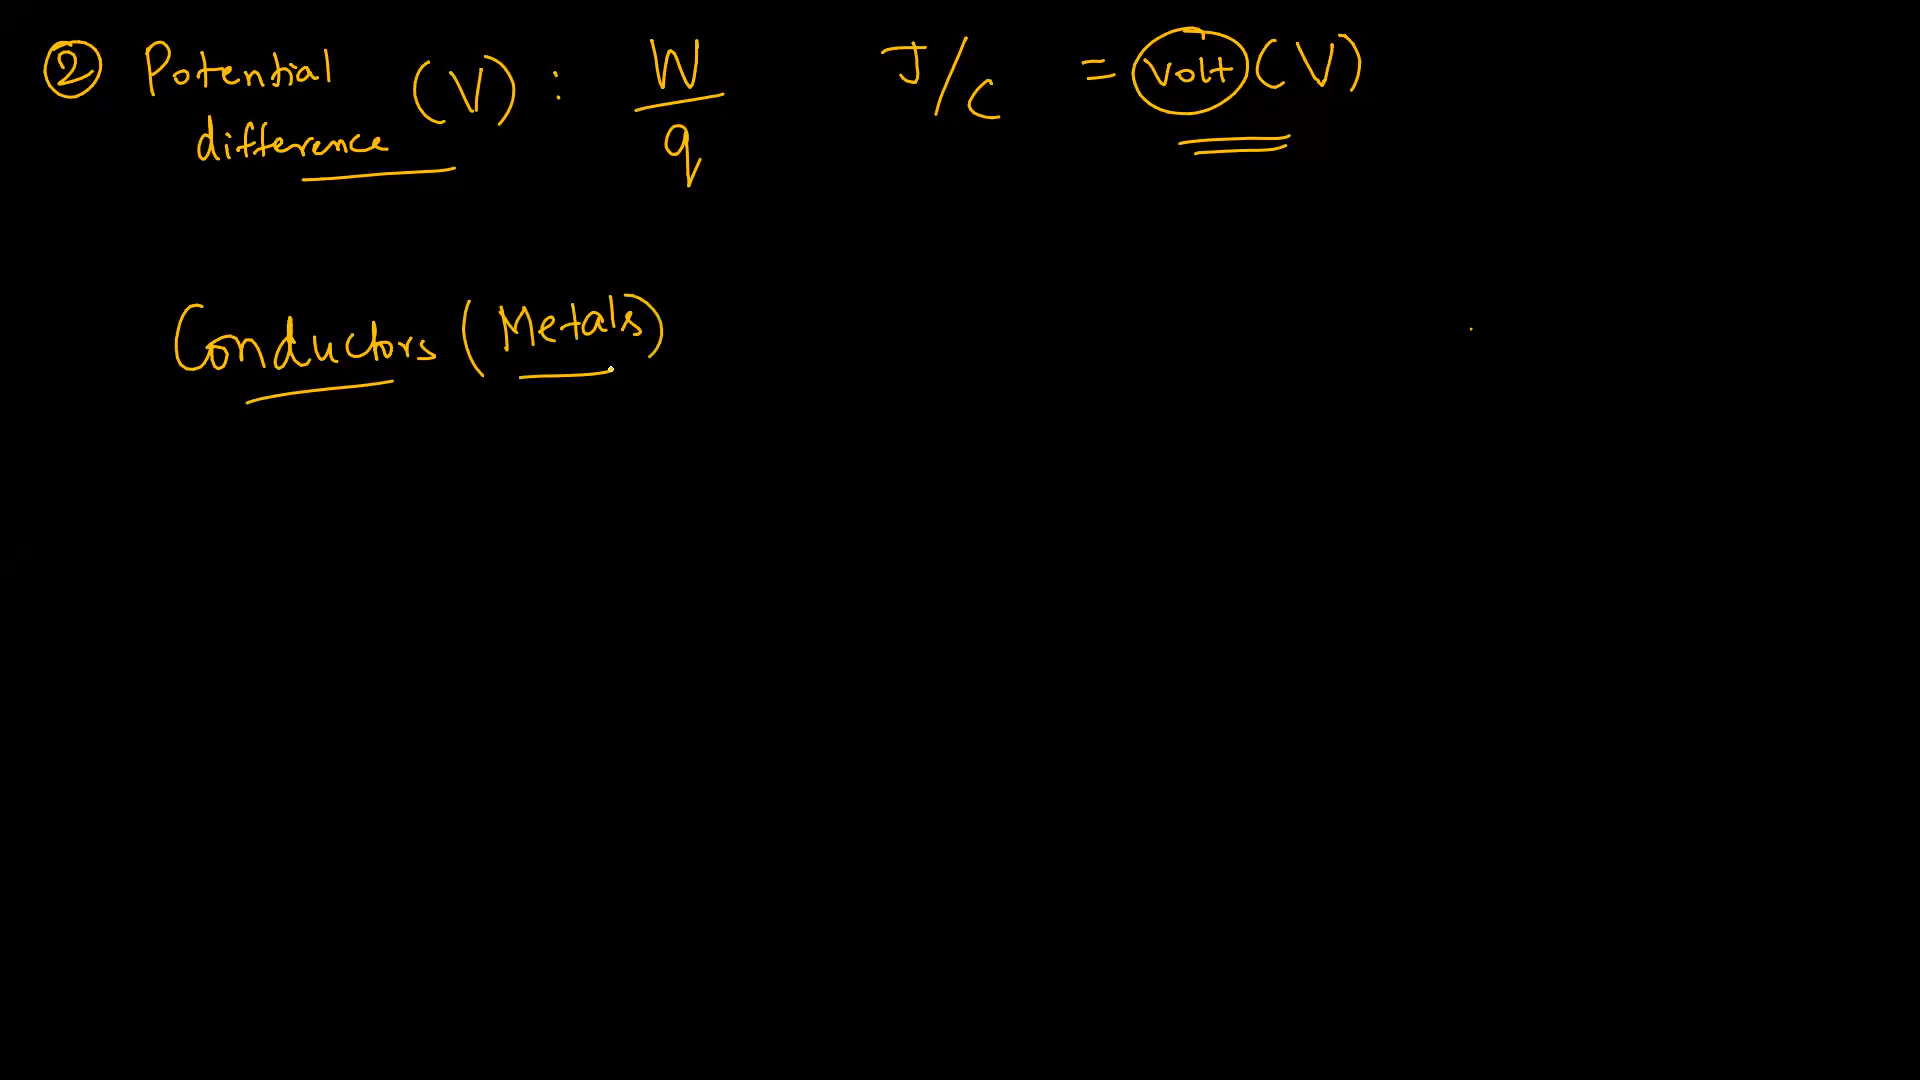 ② Potential difference (V) : W/q J/C = volt (V)
Conductors (Metals)